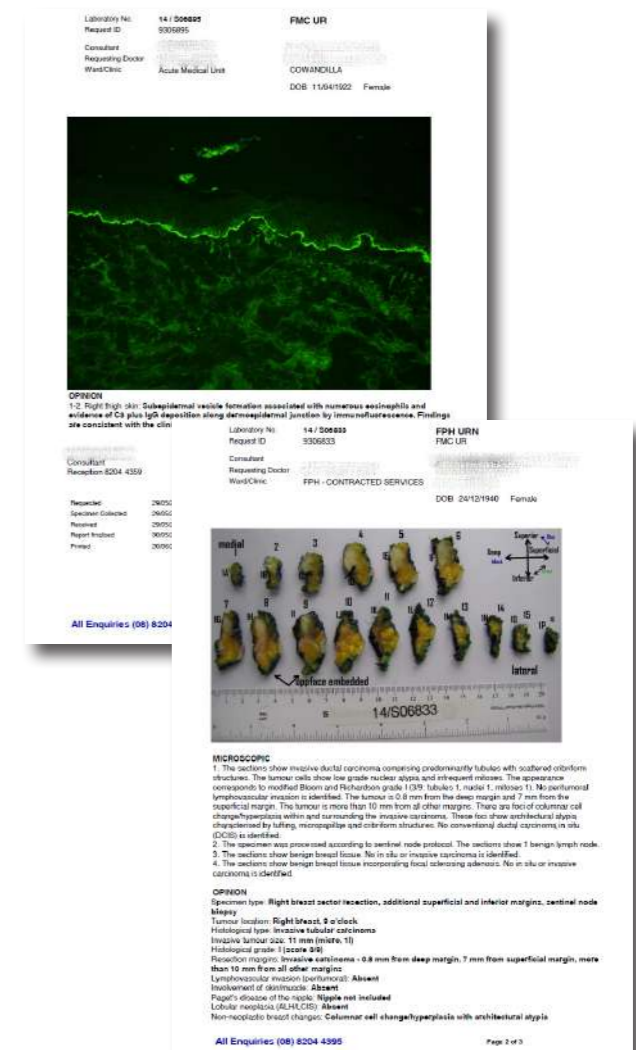 Laboratory No. 14 / S06895 FMC UR
Request ID 9306895
Consultant
Requesting Doctor
Ward/Clinic Acute Medical Unit COWANDILLA
DOB 11/04/1922 Female
OPINION
1-2. Right thigh skin: Subepidermal vesicle formation associated with numerous eosinophils and
evidence of C3 plus IgG deposition along dermoepidermal junction by immunofluorescence. Findings
are consistent with the clini
Consultant
Reception 8204 4359
Requested
Specimen Collected
Received
Report finalised
Printed
All Enquiries (08) 8204
Laboratory No. 14 / S06833 FPH URN
Request ID 9306833 FMC UR
Consultant
Requesting Doctor
Ward/Clinic FPH - CONTRACTED SERVICES
DOB 24/12/1940 Female
medial 1 2 3 4 5 6
Superior
Deep Superficial
Inferior
7 8 9 10 11 12 13 14 15
lateral
oppface embedded
14/S06833
MICROSCOPIC
1. The sections show invasive ductal carcinoma comprising predominantly tubules with scattered cribriform
structures. The tumour cells show low grade nuclear atypia and infrequent mitoses. The appearance
corresponds to modified Bloom and Richardson grade I (3/9: tubules 1, nuclei 1, mitoses 1). No peritumoral
lymphovascular invasion is identified. The tumour is 0.8 mm from the deep margin and 7 mm from the
superficial margin. The tumour is more than 10 mm from all other margins. There are foci of columnar cell
change/hyperplasia within and surrounding the invasive carcinoma. These foci show architectural atypia
characterised by tufting, micropapillae and cribriform structures. No conventional ductal carcinoma in situ
(DCIS) is identified.
2. The specimen was processed according to sentinel node protocol. The sections show 1 benign lymph node.
3. The sections show benign breast tissue. No in situ or invasive carcinoma is identified.
4. The sections show benign breast tissue incorporating focal sclerosing adenosis. No in situ or invasive
carcinoma is identified.
OPINION
Specimen type: Right breast sector resection, additional superficial and inferior margins, sentinel node
biopsy
Tumour location: Right breast, 9 o'clock
Histological type: Invasive tubular carcinoma
Invasive tumour size: 11 mm (micro, 1l)
Histological grade: I (score 3/9)
Resection margins: Invasive carcinoma - 0.8 mm from deep margin, 7 mm from superficial margin, more
than 10 mm from all other margins
Lymphovascular invasion (peritumoral): Absent
Involvement of skin/muscle: Absent
Paget's disease of the nipple: Nipple not included
Lobular neoplasia (ALH/LCIS): Absent
Non-neoplastic breast changes: Columnar cell change/hyperplasia with architectural atypia
All Enquiries (08) 8204 4395 Page 2 of 3